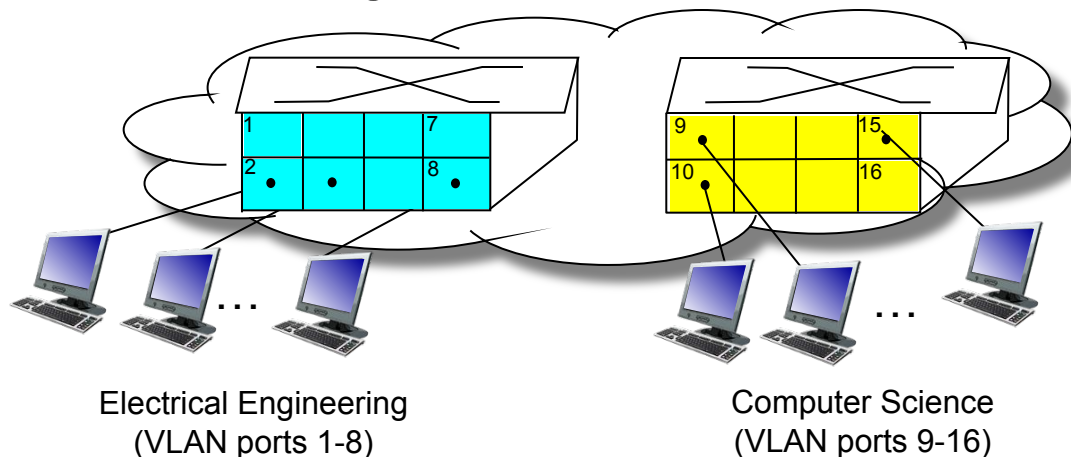 1 7
2 8
9 15
10 16
...
...
Electrical Engineering
(VLAN ports 1-8)
Computer Science
(VLAN ports 9-16)